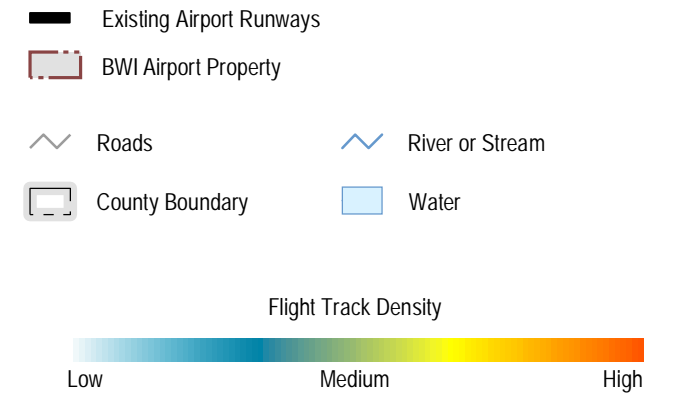 Existing Airport Runways
BWI Airport Property
Roads
River or Stream
County Boundary
Water
Flight Track Density
Low Medium High